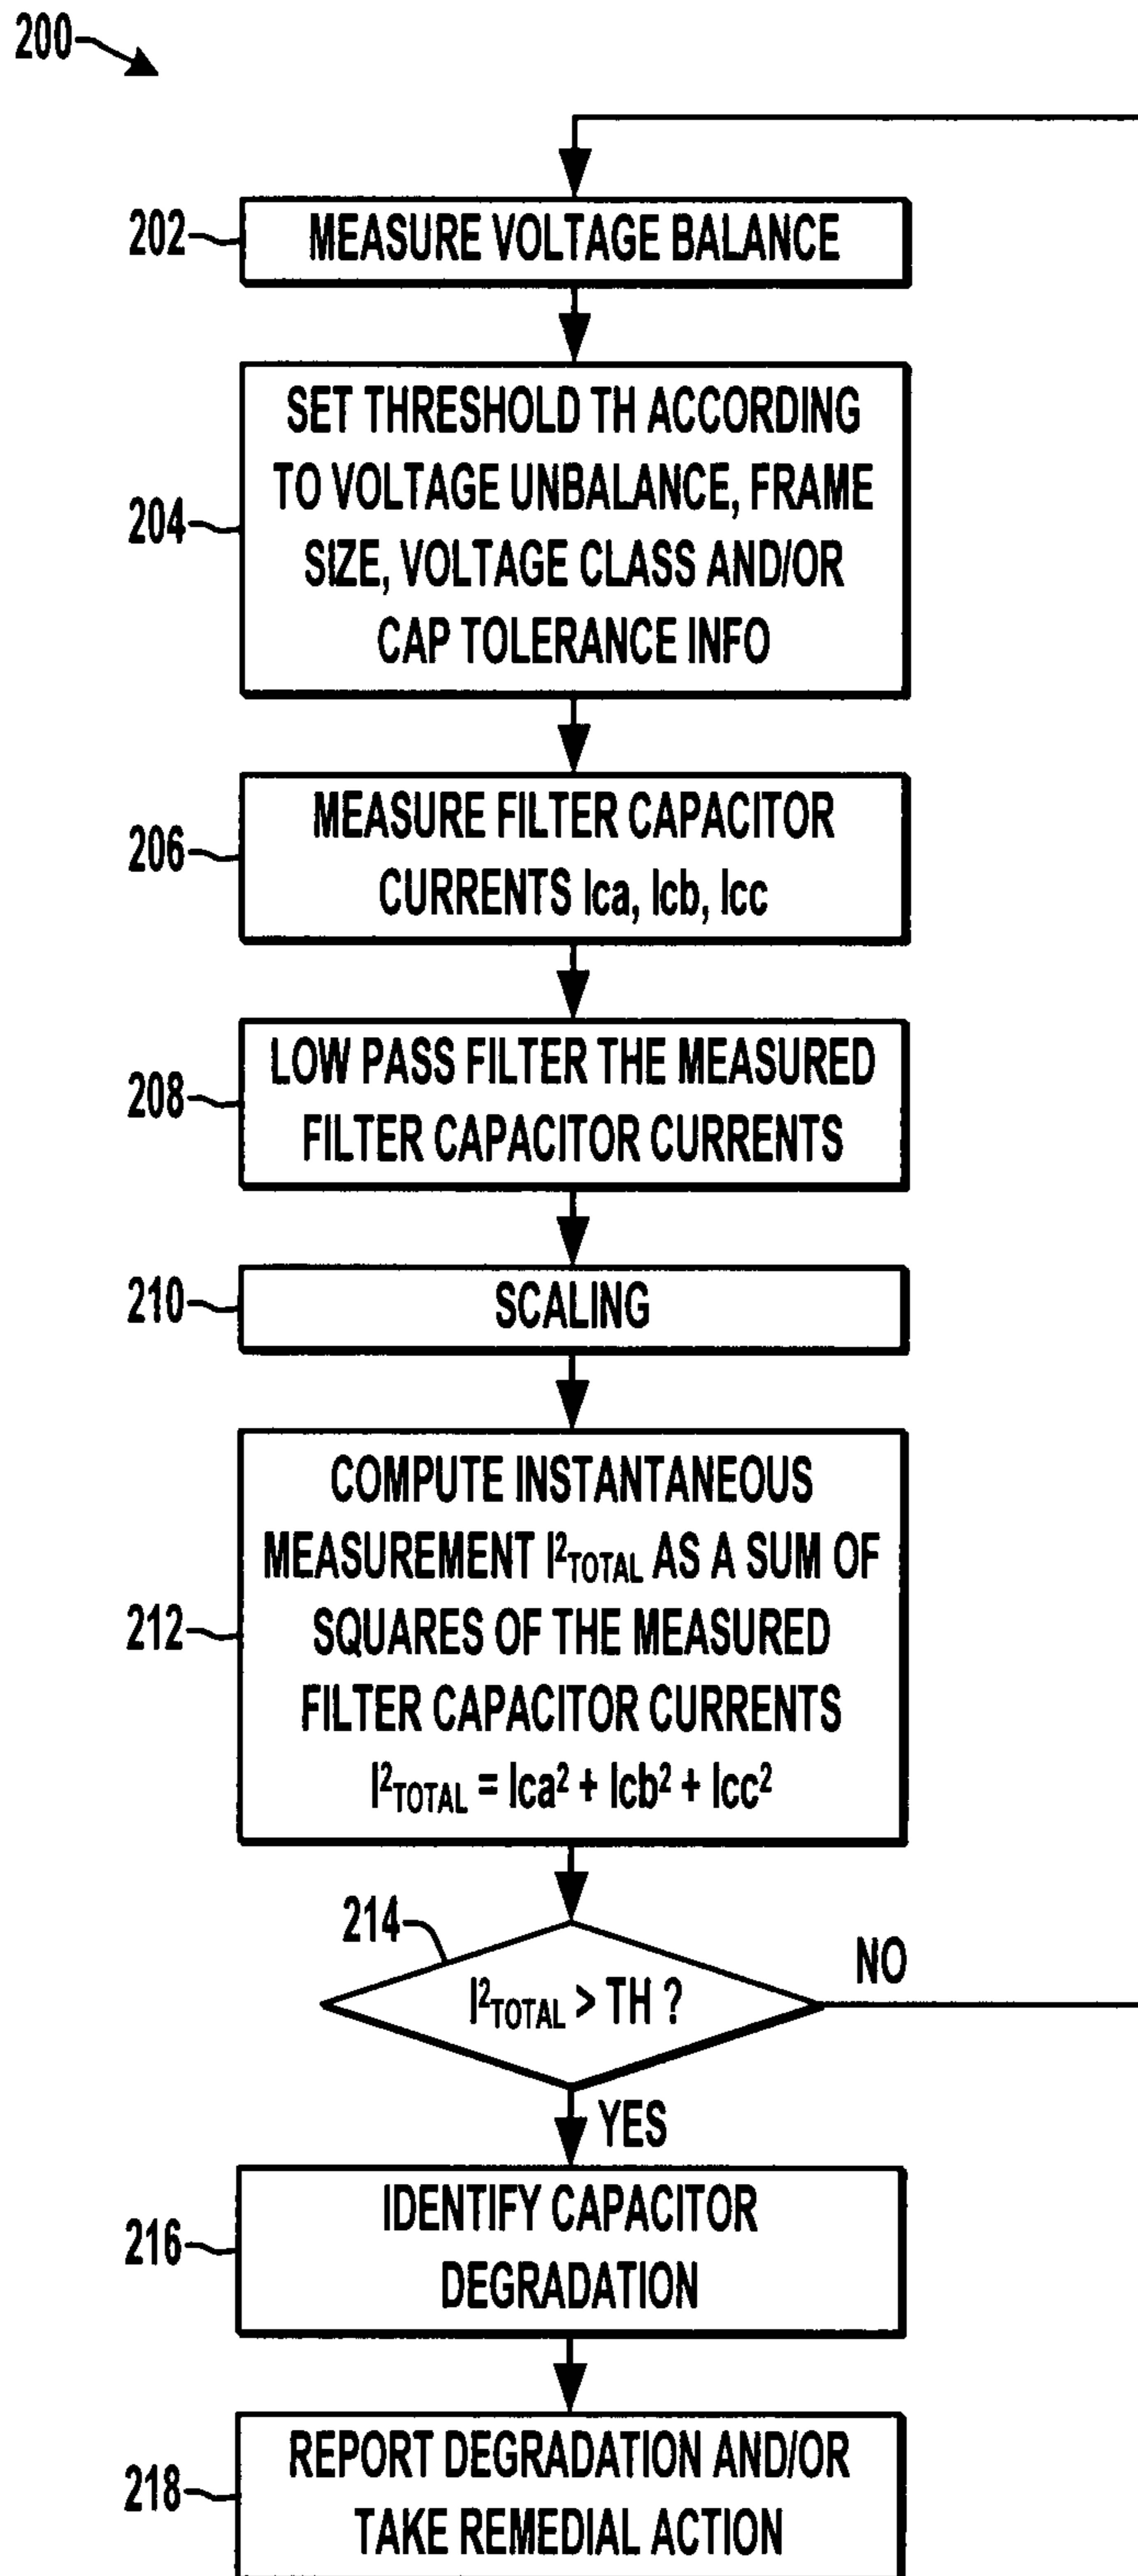 200
202
MEASURE VOLTAGE BALANCE
204
SET THRESHOLD TH ACCORDING
TO VOLTAGE UNBALANCE, FRAME
SIZE, VOLTAGE CLASS AND/OR
CAP TOLERANCE INFO
206
MEASURE FILTER CAPACITOR
CURRENTS Ica, Icb, Icc
208
LOW PASS FILTER THE MEASURED
FILTER CAPACITOR CURRENTS
210
SCALING
212
COMPUTE INSTANTANEOUS
MEASUREMENT I²TOTAL AS A SUM OF
SQUARES OF THE MEASURED
FILTER CAPACITOR CURRENTS
I²TOTAL = Ica² + Icb² + Icc²
214
I²TOTAL > TH ?
NO
YES
216
IDENTIFY CAPACITOR
DEGRADATION
218
REPORT DEGRADATION AND/OR
TAKE REMEDIAL ACTION